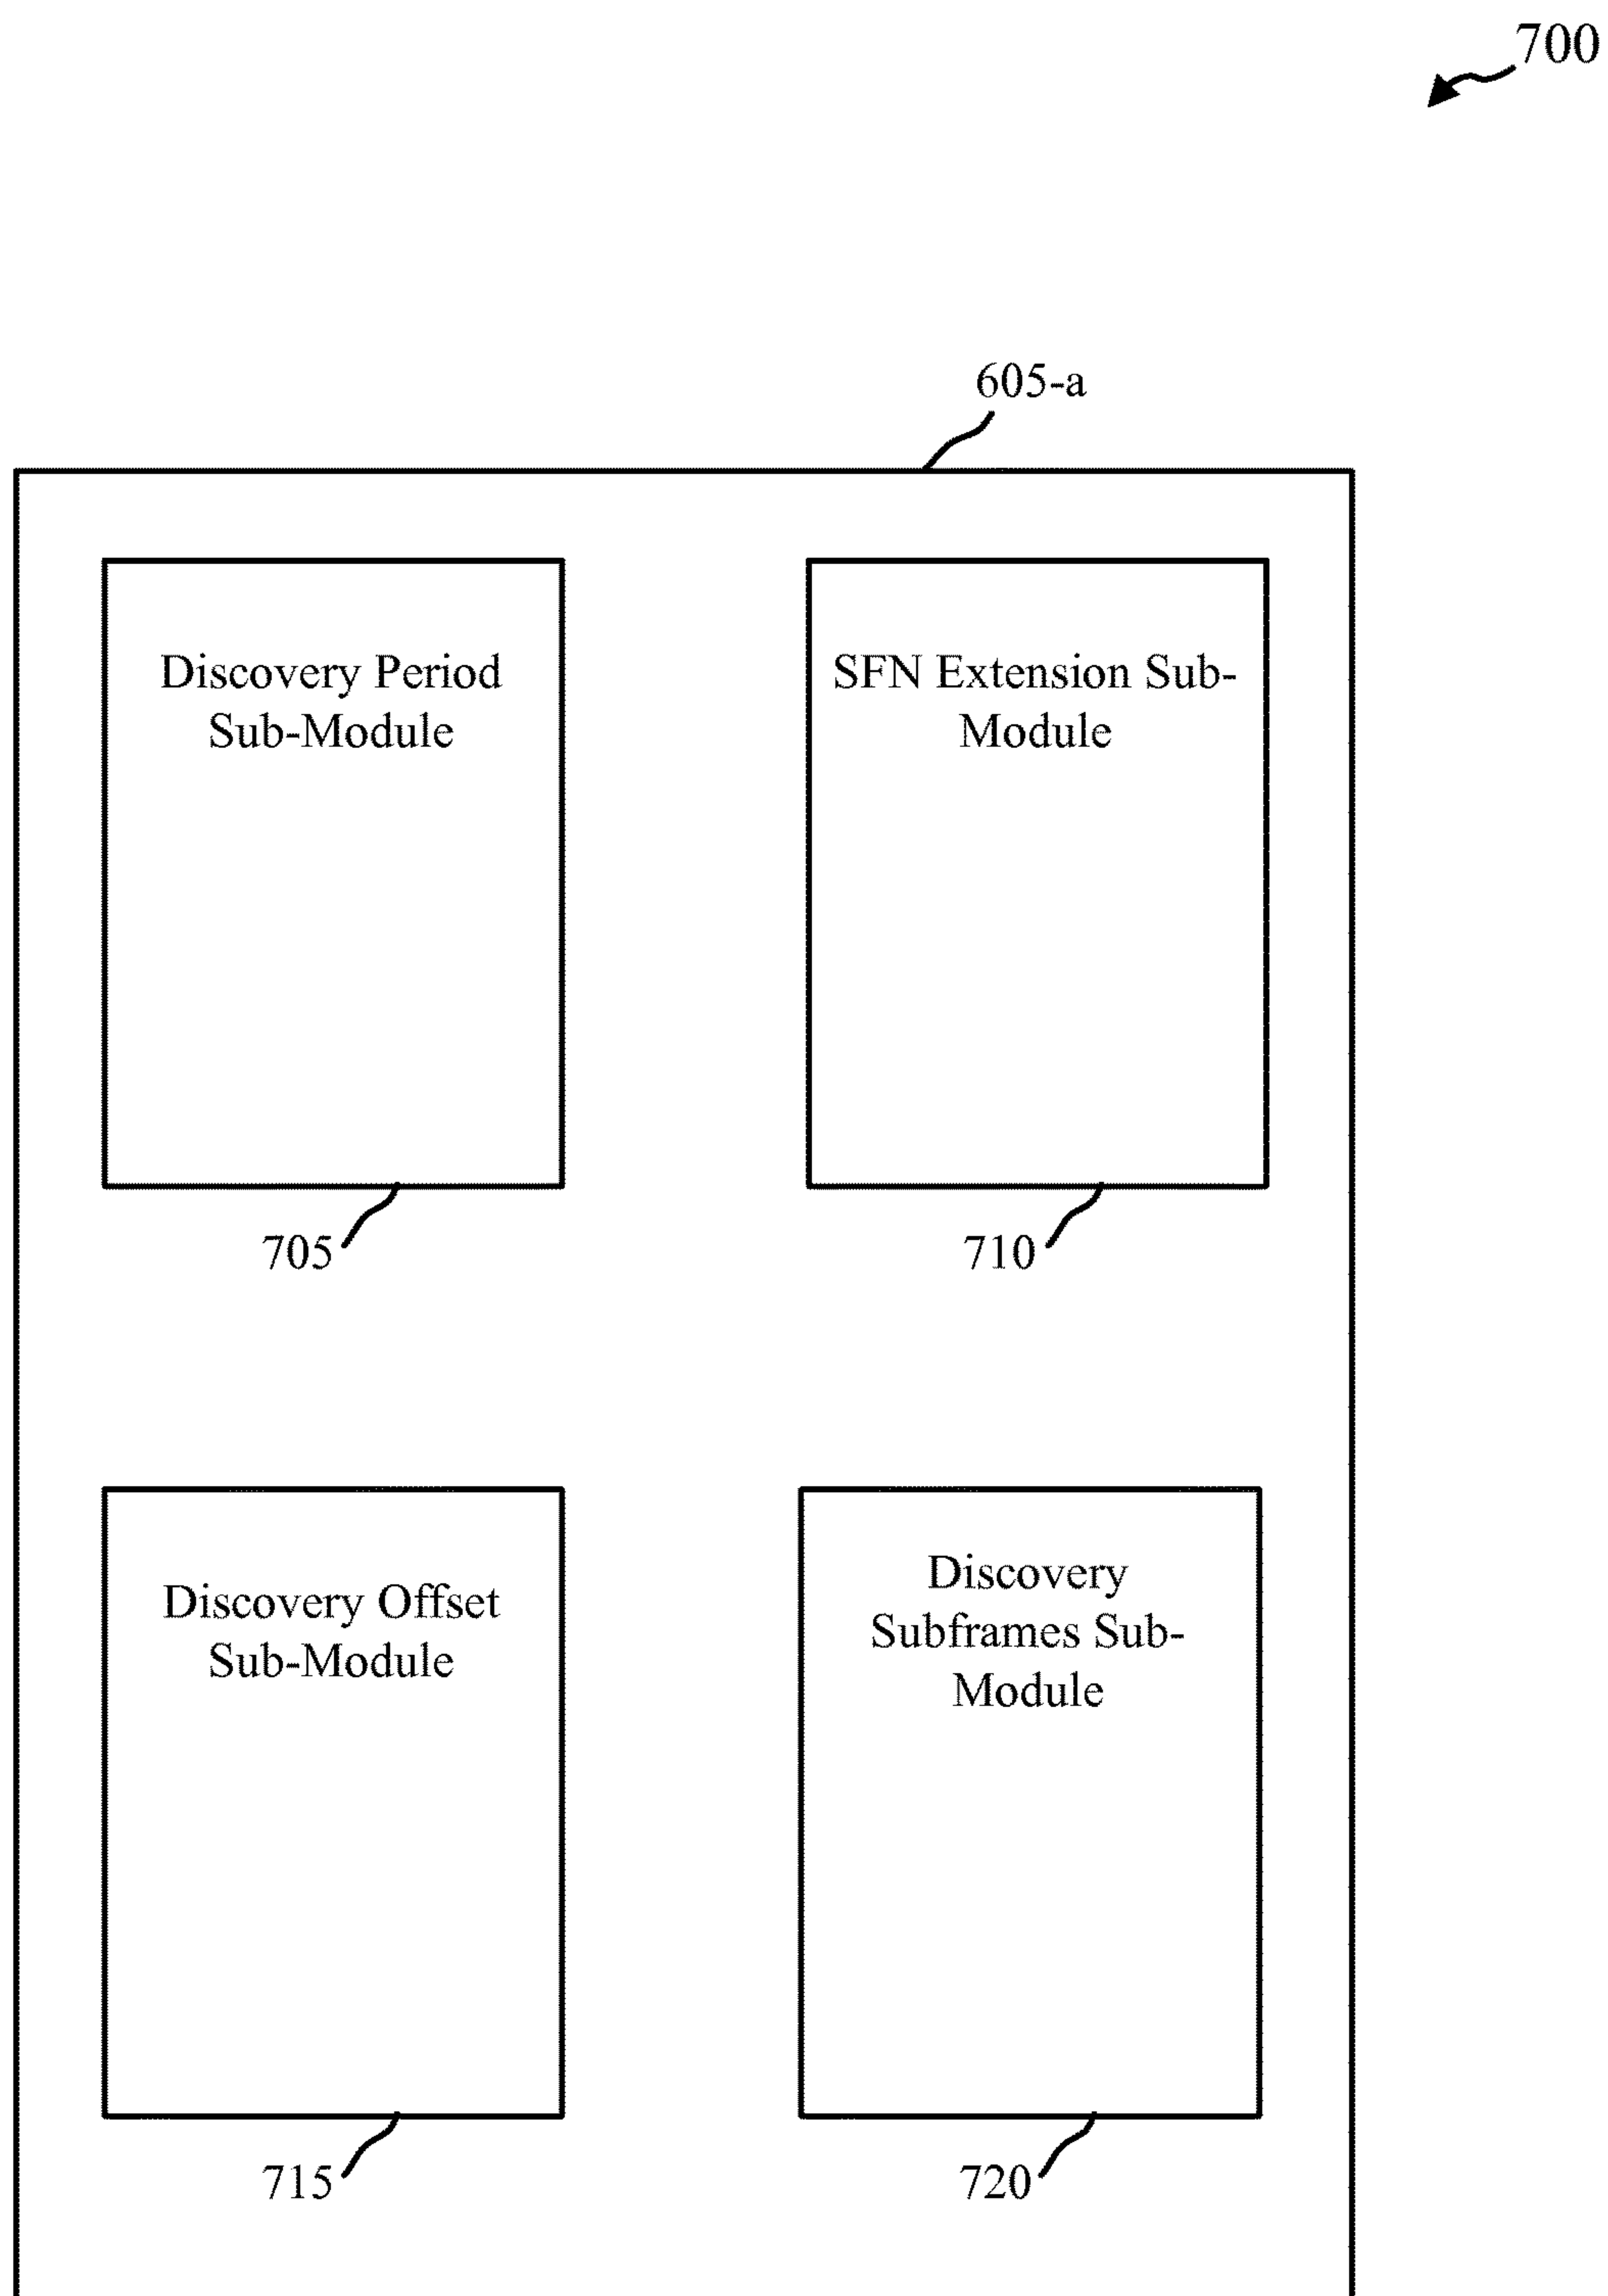 700
605-a
Discovery Period
Sub-Module
SFN Extension Sub-
Module
705
710
Discovery Offset
Sub-Module
Discovery
Subframes Sub-
Module
715
720